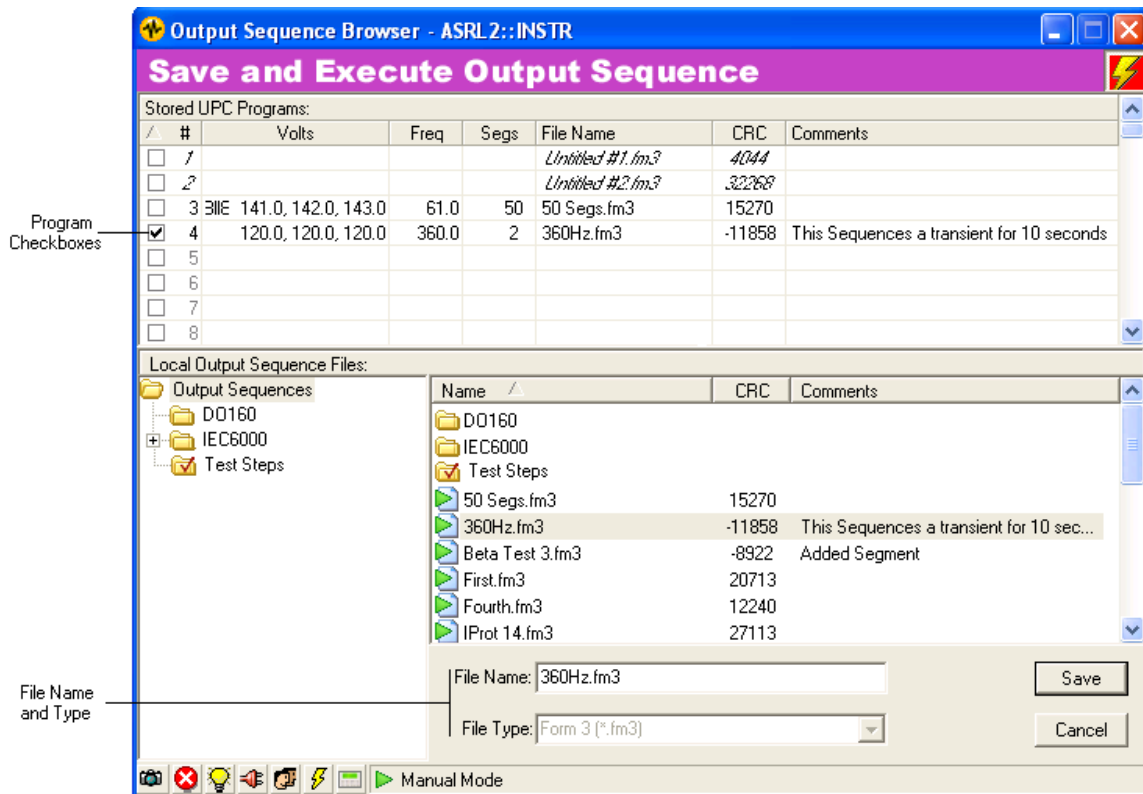 Output Sequence Browser - ASRL2::INSTR
Save and Execute Output Sequence
Stored UPC Programs:
# Volts Freq Segs File Name CRC Comments
1 Untitled #1.fm3 4044
2 Untitled #2.fm3 32268
3 141.0, 142.0, 143.0 61.0 50 50 Segs.fm3 15270
Program Checkboxes
4 120.0, 120.0, 120.0 360.0 2 360Hz.fm3 -11858 This Sequences a transient for 10 seconds
5
6
7
8
Local Output Sequence Files:
Output Sequences
DO160
IEC6000
Test Steps
Name CRC Comments
DO160
IEC6000
Test Steps
50 Segs.fm3 15270
360Hz.fm3 -11858 This Sequences a transient for 10 sec...
Beta Test 3.fm3 -8922 Added Segment
First.fm3 20713
Fourth.fm3 12240
IProt 14.fm3 27113
File Name and Type
File Name: 360Hz.fm3
Save
File Type: Form 3 (*.fm3)
Cancel
Manual Mode